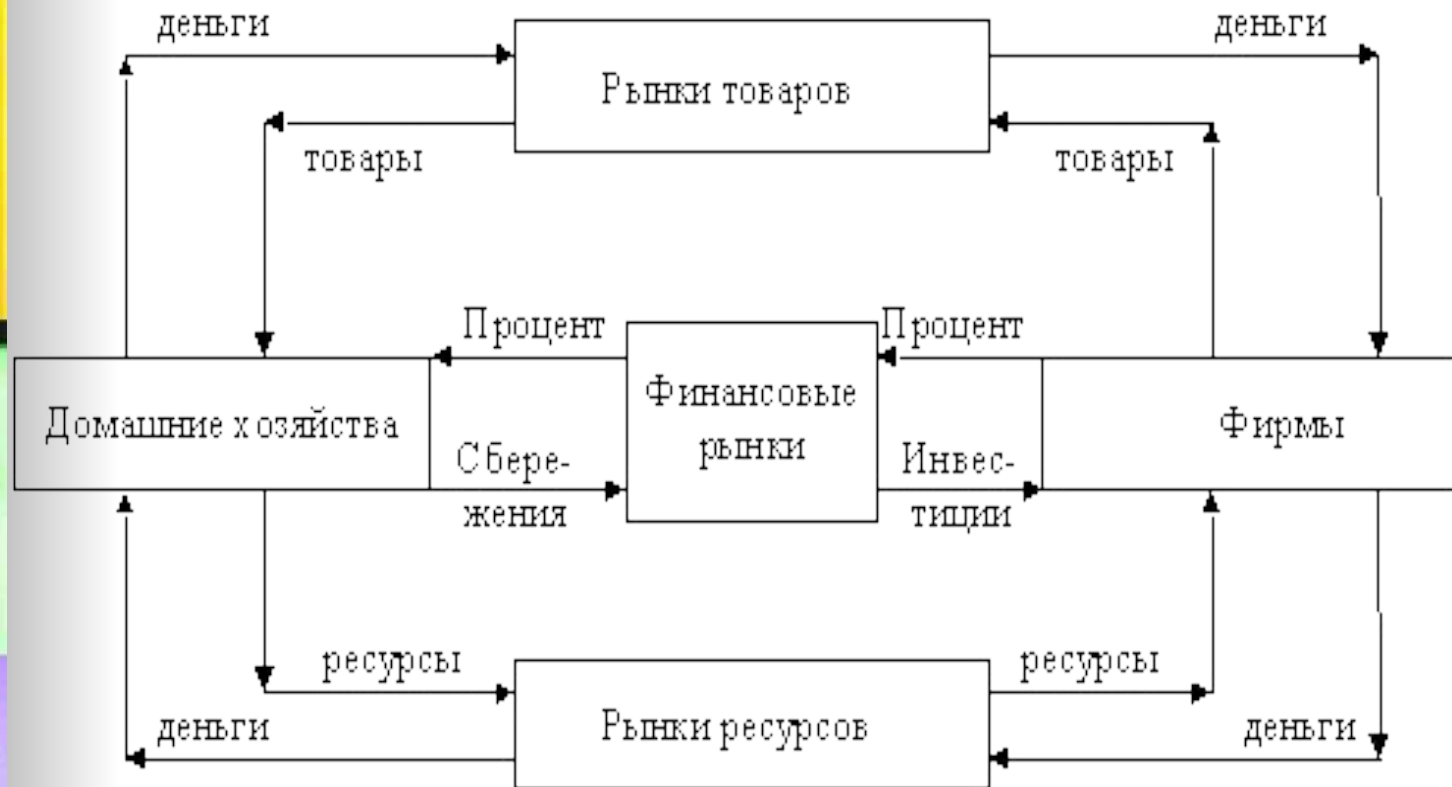 деньги
деньги
Рынки товаров
товары
товары
Процент
Процент
Финансовые
рынки
Домашние хозяйства
Фирмы
Сбере-
жения
Инвес-
тиции
ресурсы
ресурсы
Рынки ресурсов
деньги
деньги